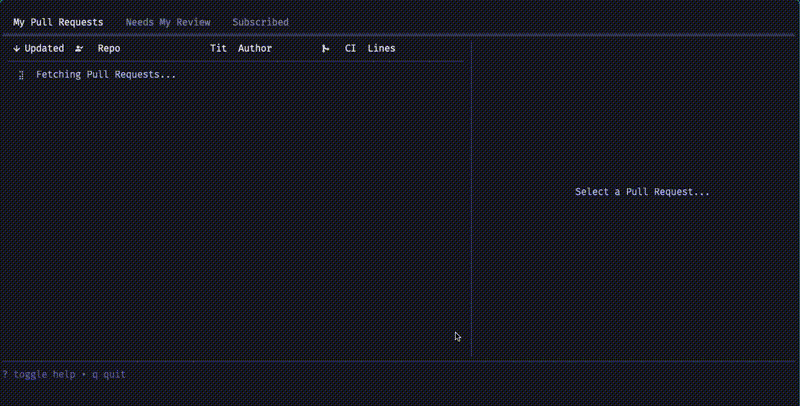 My Pull Requests Needs My Review Subscribed
Updated Repo Tit Author CI Lines
Fetching Pull Requests...
Select a Pull Request...
? toggle help • q quit